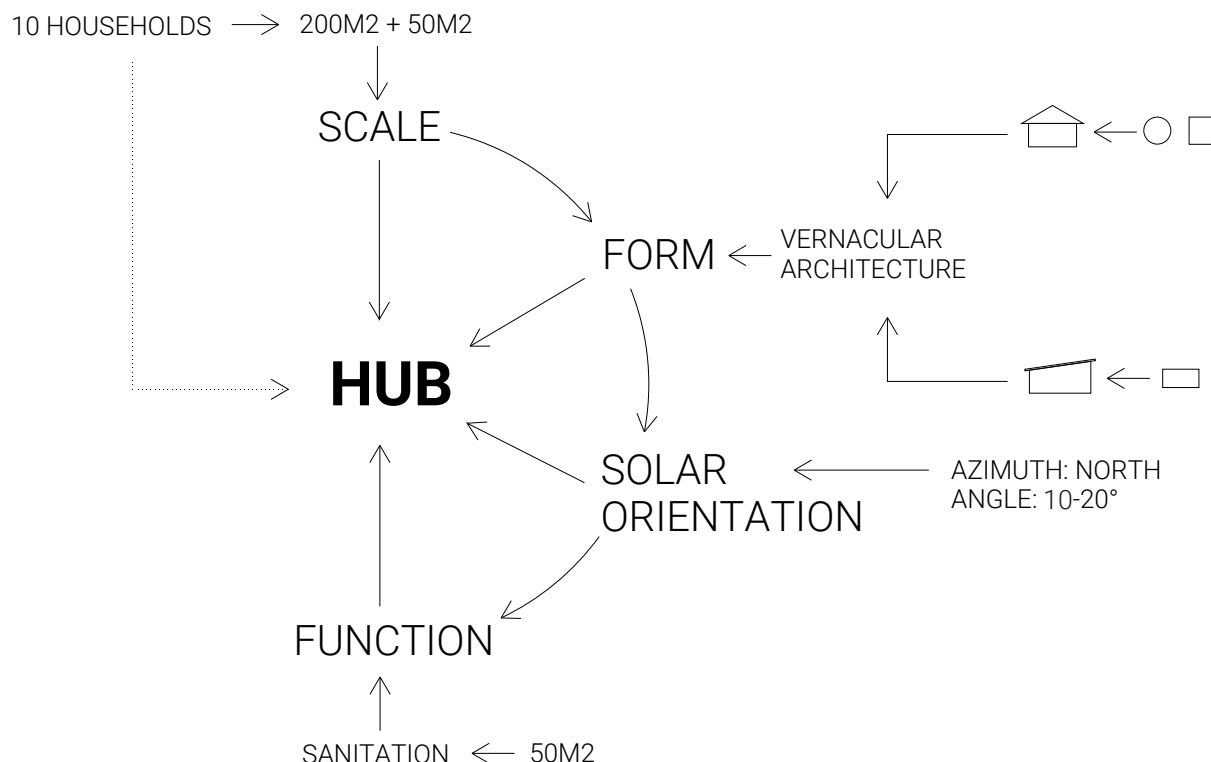 10 HOUSEHOLDS
200M2 + 50M2
SCALE
FORM
VERNACULAR
ARCHITECTURE
HUB
SOLAR
ORIENTATION
AZIMUTH: NORTH
ANGLE: 10-20°
FUNCTION
SANITATION
50M2